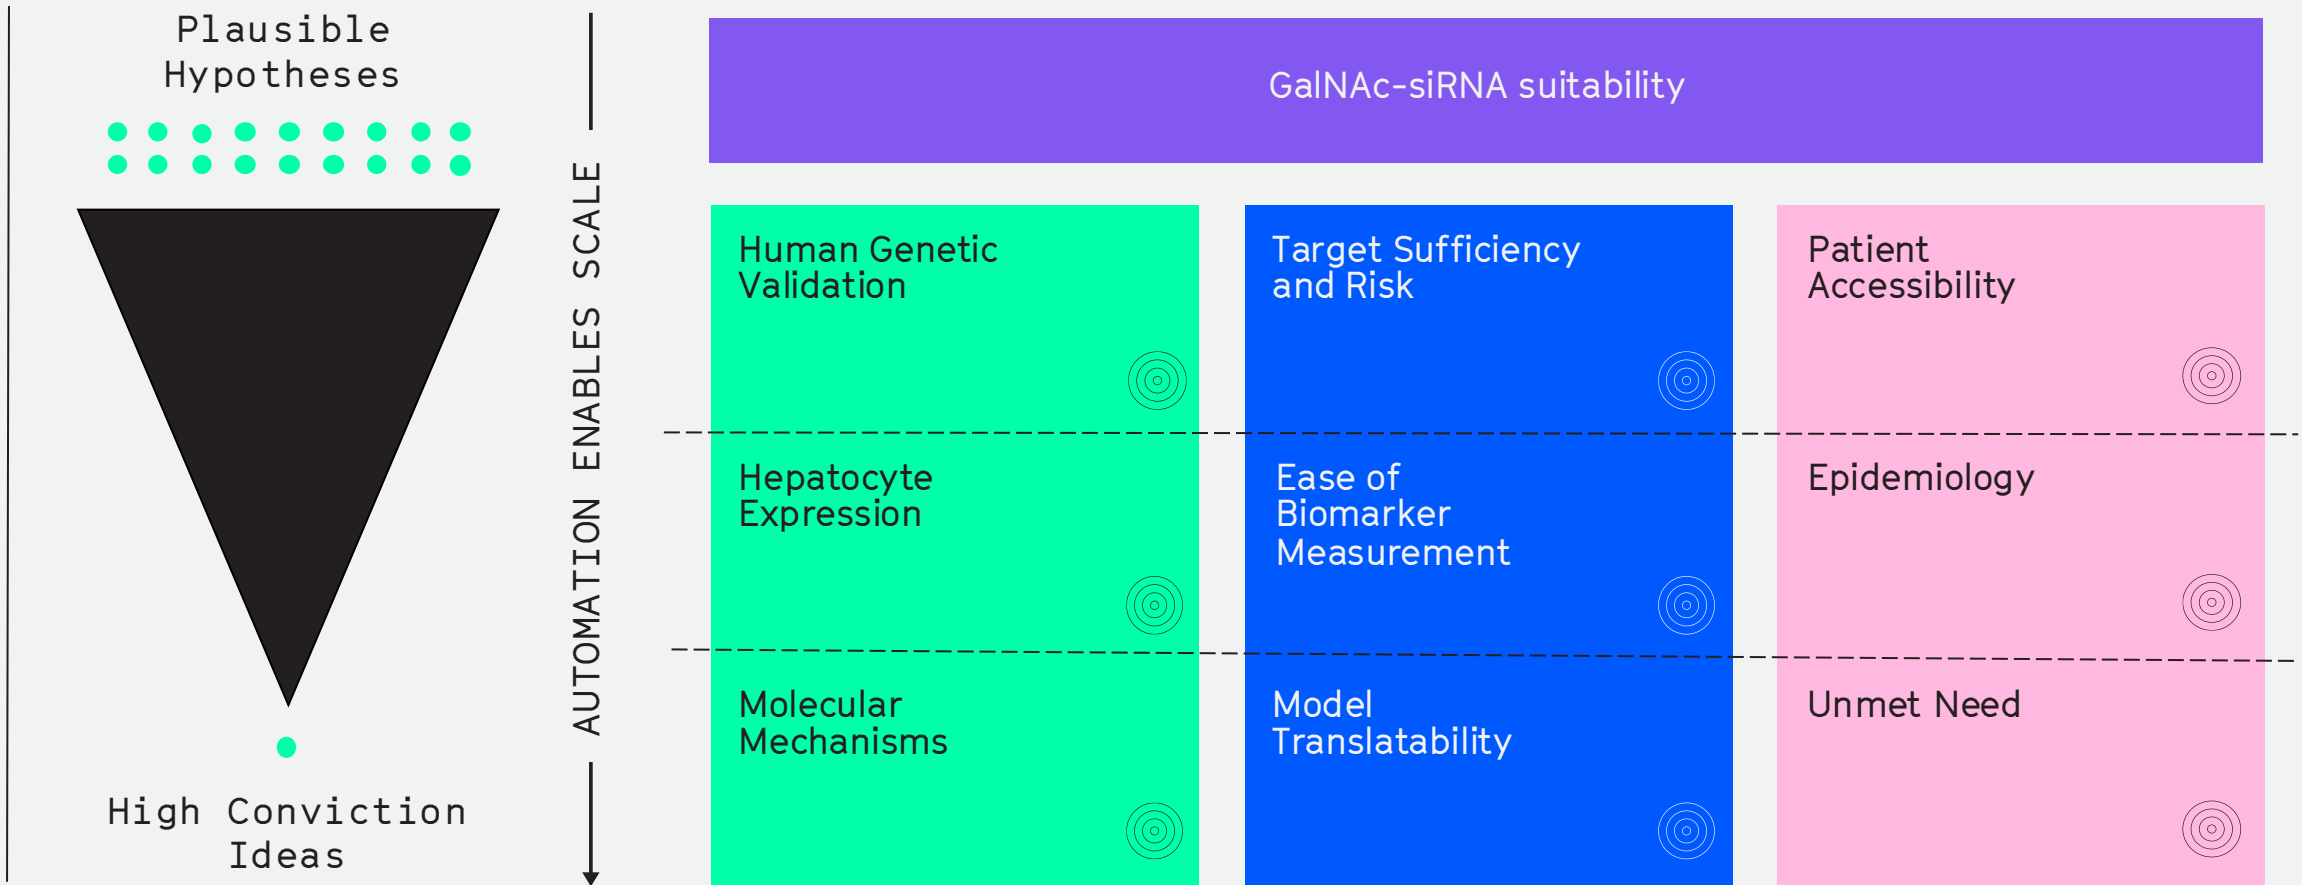 Plausible
Hypotheses
AUTOMATION ENABLES SCALE
High Conviction
Ideas
GalNAc-siRNA suitability
Human Genetic
Validation
Target Sufficiency
and Risk
Patient
Accessibility
Hepatocyte
Expression
Ease of
Biomarker
Measurement
Epidemiology
Molecular
Mechanisms
Model
Translatability
Unmet Need